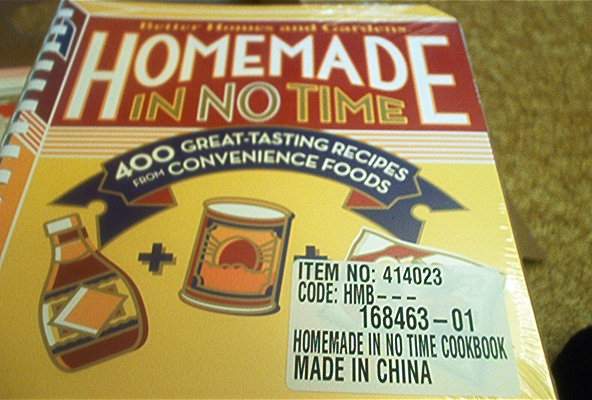 Better Homes and Gardens
HOMEMADE
IN NO TIME
400 GREAT-TASTING RECIPES
FROM CONVENIENCE FOODS
ITEM NO: 414023
CODE: HMB---
168463-01
HOMEMADE IN NO TIME COOKBOOK
MADE IN CHINA